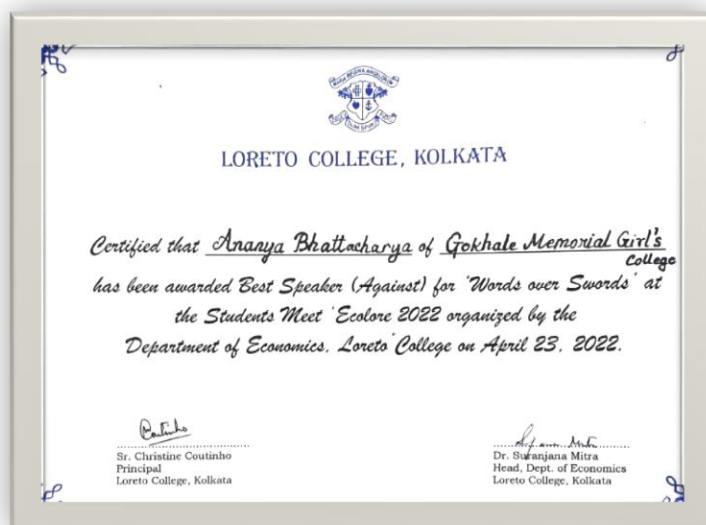 LORETO COLLEGE, KOLKATA
Certified that Ananya Bhattacharya of Gokhale Memorial Girl's
College
has been awarded Best Speaker (Against) for 'Words over Swords' at
the Students Meet 'Ecolore 2022 organized by the
Department of Economics, Loreto College on April 23, 2022.
Coutinho
Sr. Christine Coutinho
Principal
Loreto College, Kolkata
Dr. Suranjana Mitra
Head, Dept. of Economics
Loreto College, Kolkata